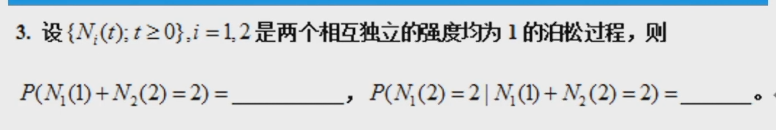 3. 设{N_i(t); t≥0}, i=1,2是两个相互独立的强度均为1的泊松过程，则
P(N_1(1)+N_2(2)=2)=__________，P(N_1(2)=2|N_1(1)+N_2(2)=2)=______。